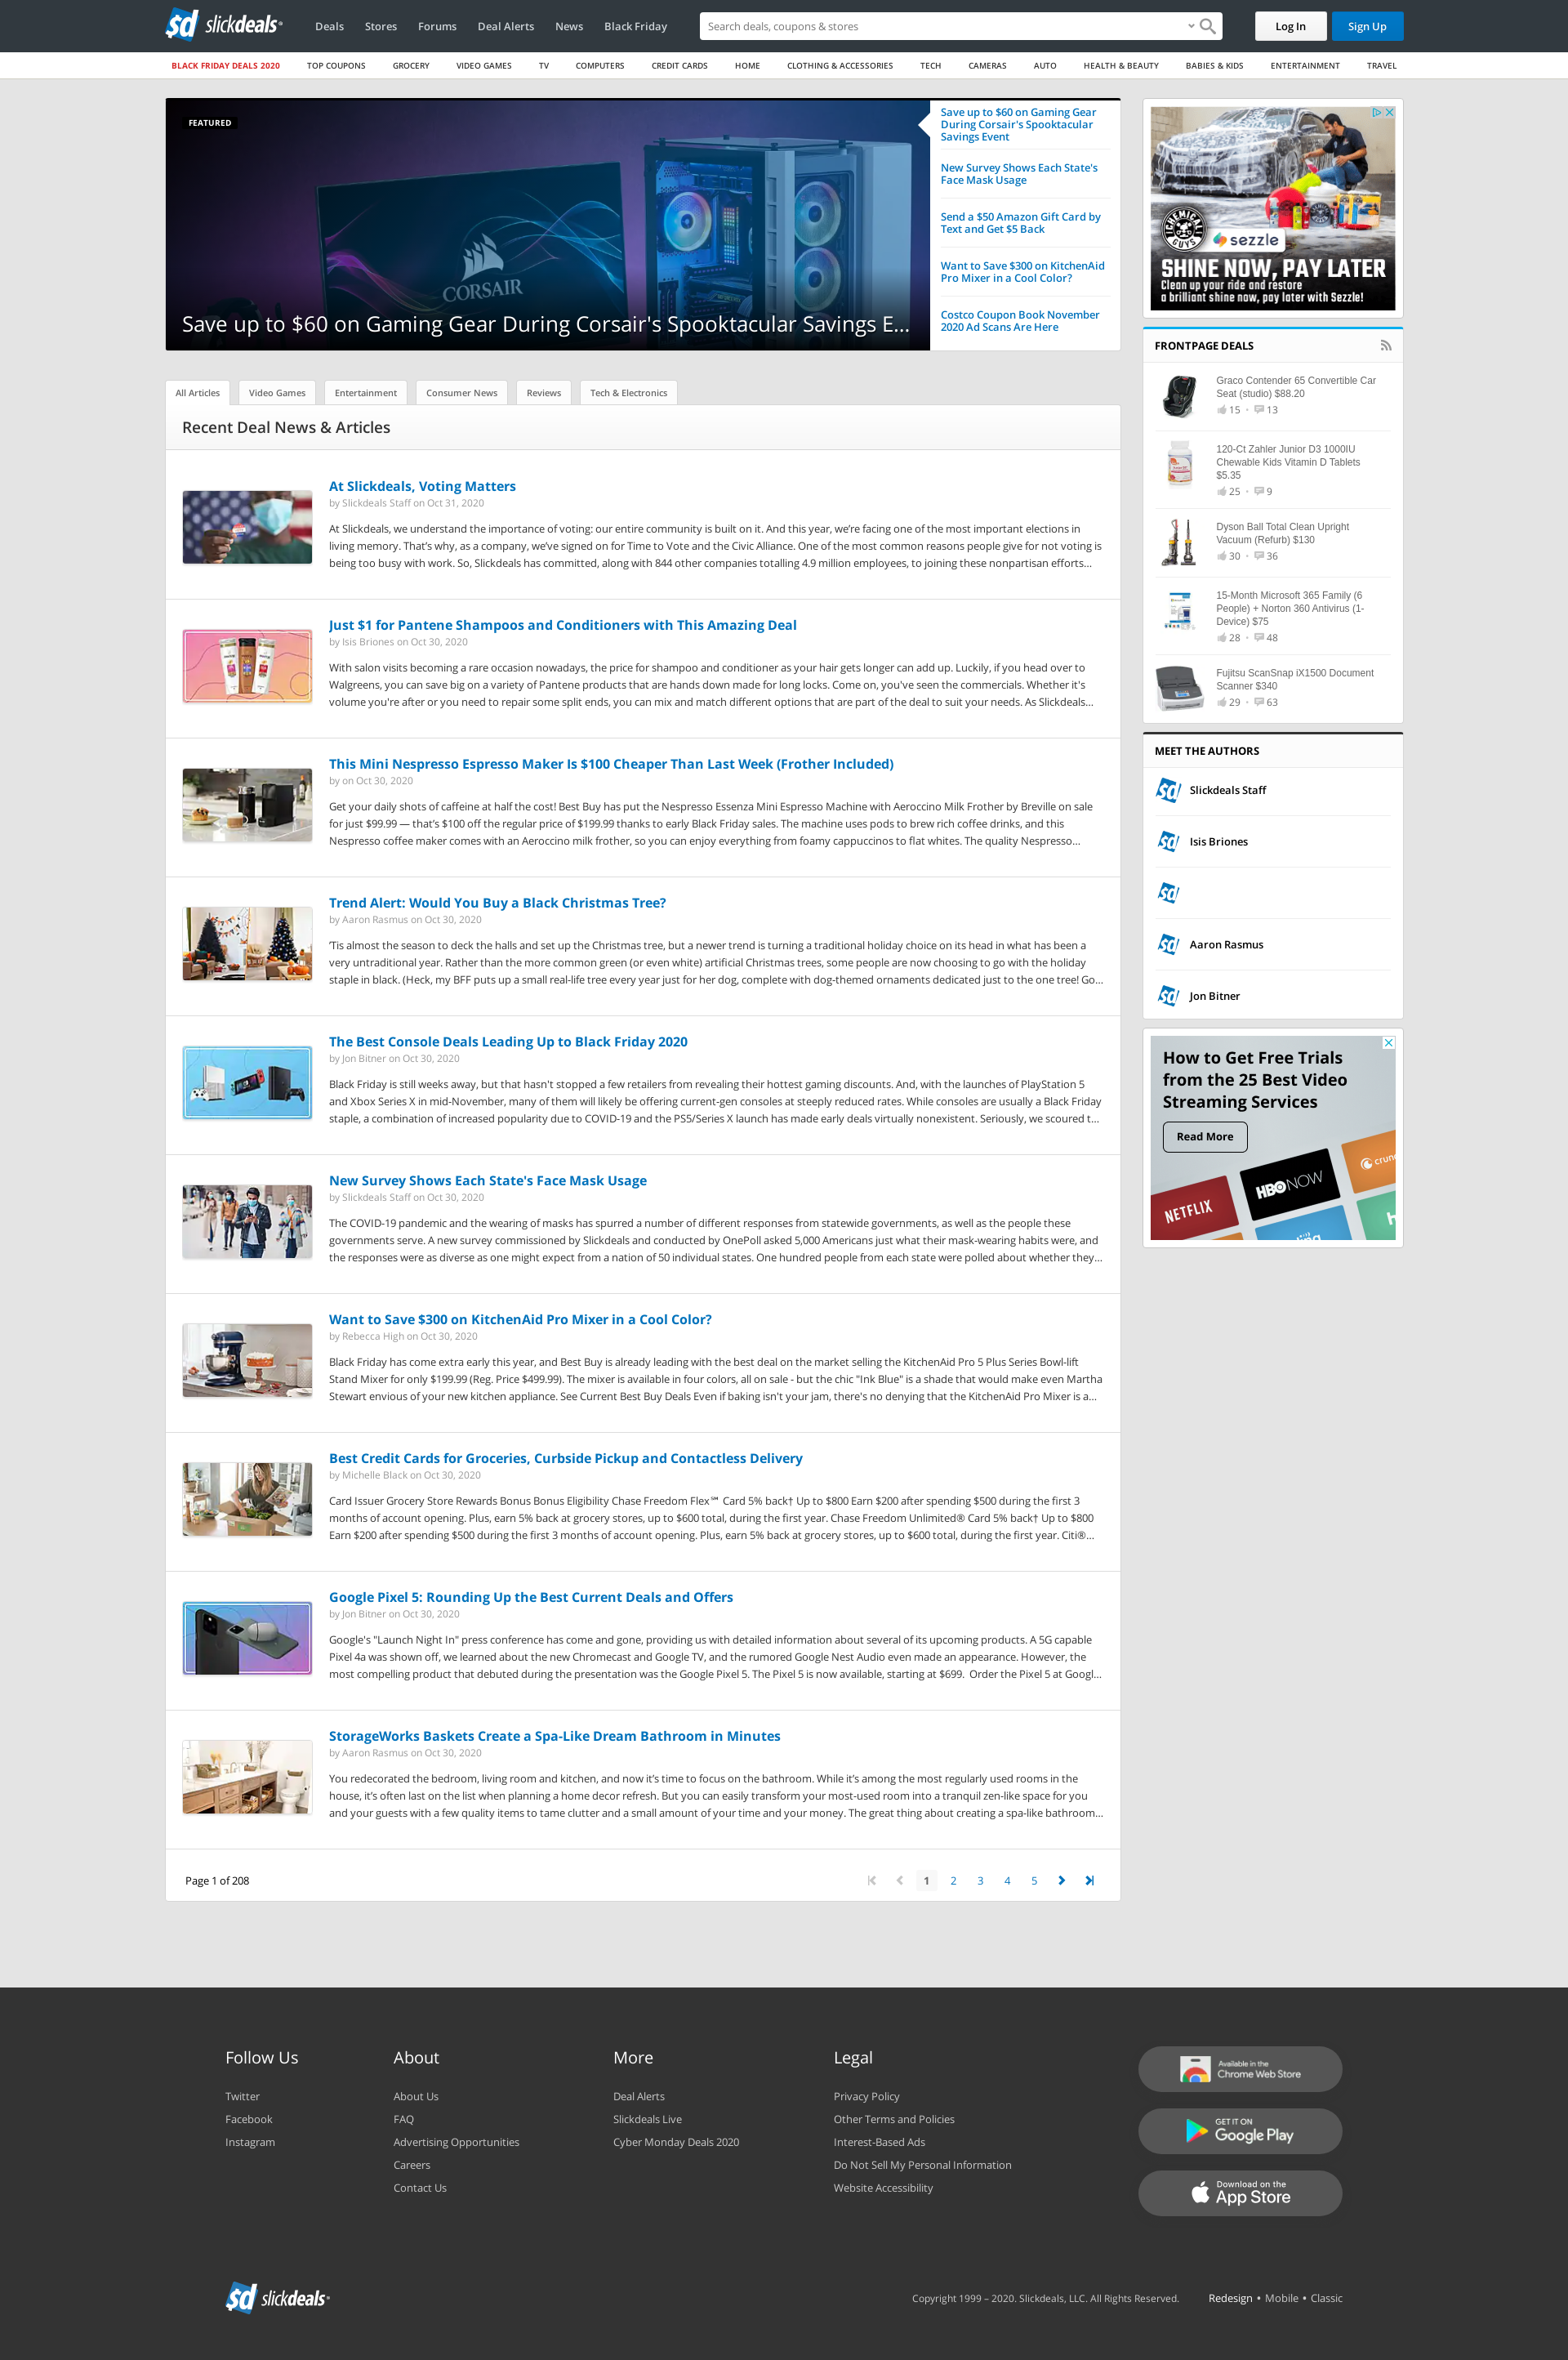 sd slickdeals
Deals Stores Forums Deal Alerts News Black Friday
Search deals, coupons & stores
Log In Sign Up
BLACK FRIDAY DEALS 2020 TOP COUPONS GROCERY VIDEO GAMES TV COMPUTERS CREDIT CARDS HOME CLOTHING & ACCESSORIES TECH CAMERAS AUTO HEALTH & BEAUTY BABIES & KIDS ENTERTAINMENT TRAVEL
FEATURED
CORSAIR
Save up to $60 on Gaming Gear During Corsair's Spooktacular Savings E...
Save up to $60 on Gaming Gear
During Corsair's Spooktacular
Savings Event
New Survey Shows Each State's
Face Mask Usage
Send a $50 Amazon Gift Card by
Text and Get $5 Back
Want to Save $300 on KitchenAid
Pro Mixer in a Cool Color?
Costco Coupon Book November
2020 Ad Scans Are Here
All Articles Video Games Entertainment Consumer News Reviews Tech & Electronics
Recent Deal News & Articles
At Slickdeals, Voting Matters
by Slickdeals Staff on Oct 31, 2020
At Slickdeals, we understand the importance of voting: our entire community is built on it. And this year, we’re facing one of the most important elections in
living memory. That’s why, as a company, we’ve signed on for Time to Vote and the Civic Alliance. One of the most common reasons people give for not voting is
being too busy with work. So, Slickdeals has committed, along with 844 other companies totalling 4.9 million employees, to joining these nonpartisan efforts...
Just $1 for Pantene Shampoos and Conditioners with This Amazing Deal
by Isis Briones on Oct 30, 2020
With salon visits becoming a rare occasion nowadays, the price for shampoo and conditioner as your hair gets longer can add up. Luckily, if you head over to
Walgreens, you can save big on a variety of Pantene products that are hands down made for long locks. Come on, you've seen the commercials. Whether it's
volume you're after or you need to repair some split ends, you can mix and match different options that are part of the deal to suit your needs. As Slickdeals...
This Mini Nespresso Espresso Maker Is $100 Cheaper Than Last Week (Frother Included)
by on Oct 30, 2020
Get your daily shots of caffeine at half the cost! Best Buy has put the Nespresso Essenza Mini Espresso Machine with Aeroccino Milk Frother by Breville on sale
for just $99.99 — that’s $100 off the regular price of $199.99 thanks to early Black Friday sales. The machine uses pods to brew rich coffee drinks, and this
Nespresso coffee maker comes with an Aeroccino milk frother, so you can enjoy everything from foamy cappuccinos to flat whites. The quality Nespresso...
Trend Alert: Would You Buy a Black Christmas Tree?
by Aaron Rasmus on Oct 30, 2020
’Tis almost the season to deck the halls and set up the Christmas tree, but a newer trend is turning a traditional holiday choice on its head in what has been a
very untraditional year. Rather than the more common green (or even white) artificial Christmas trees, some people are now choosing to go with the holiday
staple in black. (Heck, my BFF puts up a small real-life tree every year just for her dog, complete with dog-themed ornaments dedicated just to the one tree! Go...
The Best Console Deals Leading Up to Black Friday 2020
by Jon Bitner on Oct 30, 2020
Black Friday is still weeks away, but that hasn't stopped a few retailers from revealing their hottest gaming discounts. And, with the launches of PlayStation 5
and Xbox Series X in mid-November, many of them will likely be offering current-gen consoles at steeply reduced rates. While consoles are usually a Black Friday
staple, a combination of increased popularity due to COVID-19 and the PS5/Series X launch has made early deals virtually nonexistent. Seriously, we scoured t...
New Survey Shows Each State's Face Mask Usage
by Slickdeals Staff on Oct 30, 2020
The COVID-19 pandemic and the wearing of masks has spurred a number of different responses from statewide governments, as well as the people these
governments serve. A new survey commissioned by Slickdeals and conducted by OnePoll asked 5,000 Americans just what their mask-wearing habits were, and
the responses were as diverse as one might expect from a nation of 50 individual states. One hundred people from each state were polled about whether they...
Want to Save $300 on KitchenAid Pro Mixer in a Cool Color?
by Rebecca High on Oct 30, 2020
Black Friday has come extra early this year, and Best Buy is already leading with the best deal on the market selling the KitchenAid Pro 5 Plus Series Bowl-lift
Stand Mixer for only $199.99 (Reg. Price $499.99). The mixer is available in four colors, all on sale - but the chic "Ink Blue" is a shade that would make even Martha
Stewart envious of your new kitchen appliance. See Current Best Buy Deals Even if baking isn't your jam, there's no denying that the KitchenAid Pro Mixer is a...
Best Credit Cards for Groceries, Curbside Pickup and Contactless Delivery
by Michelle Black on Oct 30, 2020
Card Issuer Grocery Store Rewards Bonus Bonus Eligibility Chase Freedom Flex℠ Card 5% back† Up to $800 Earn $200 after spending $500 during the first 3
months of account opening. Plus, earn 5% back at grocery stores, up to $600 total, during the first year. Chase Freedom Unlimited® Card 5% back† Up to $800
Earn $200 after spending $500 during the first 3 months of account opening. Plus, earn 5% back at grocery stores, up to $600 total, during the first year. Citi®...
Google Pixel 5: Rounding Up the Best Current Deals and Offers
by Jon Bitner on Oct 30, 2020
Google's "Launch Night In" press conference has come and gone, providing us with detailed information about several of its upcoming products. A 5G capable
Pixel 4a was shown off, we learned about the new Chromecast and Google TV, and the rumored Google Nest Audio even made an appearance. However, the
most compelling product that debuted during the presentation was the Google Pixel 5. The Pixel 5 is now available, starting at $699. Order the Pixel 5 at Googl...
StorageWorks Baskets Create a Spa-Like Dream Bathroom in Minutes
by Aaron Rasmus on Oct 30, 2020
You redecorated the bedroom, living room and kitchen, and now it’s time to focus on the bathroom. While it’s among the most regularly used rooms in the
house, it’s often last on the list when planning a home decor refresh. But you can easily transform your most-used room into a tranquil zen-like space for you
and your guests with a few quality items to tame clutter and a small amount of your time and your money. The great thing about creating a spa-like bathroom...
Page 1 of 208
1 2 3 4 5
CHEMICAL GUYS
sezzle
SHINE NOW, PAY LATER
Clean up your ride and restore
a brilliant shine now, pay later with Sezzle!
FRONTPAGE DEALS
Graco Contender 65 Convertible Car
Seat (studio) $88.20
15 • 13
120-Ct Zahler Junior D3 1000IU
Chewable Kids Vitamin D Tablets
$5.35
25 • 9
Dyson Ball Total Clean Upright
Vacuum (Refurb) $130
30 • 36
15-Month Microsoft 365 Family (6
People) + Norton 360 Antivirus (1-
Device) $75
28 • 48
Fujitsu ScanSnap iX1500 Document
Scanner $340
29 • 63
MEET THE AUTHORS
sd Slickdeals Staff
sd Isis Briones
sd
sd Aaron Rasmus
sd Jon Bitner
How to Get Free Trials
from the 25 Best Video
Streaming Services
Read More
NETFLIX
HBO NOW
crunc
ling
h
Follow Us
Twitter
Facebook
Instagram
About
About Us
FAQ
Advertising Opportunities
Careers
Contact Us
More
Deal Alerts
Slickdeals Live
Cyber Monday Deals 2020
Legal
Privacy Policy
Other Terms and Policies
Interest-Based Ads
Do Not Sell My Personal Information
Website Accessibility
Available in the
Chrome Web Store
GET IT ON
Google Play
Download on the
App Store
sd slickdeals
Copyright 1999 – 2020. Slickdeals, LLC. All Rights Reserved.
Redesign • Mobile • Classic